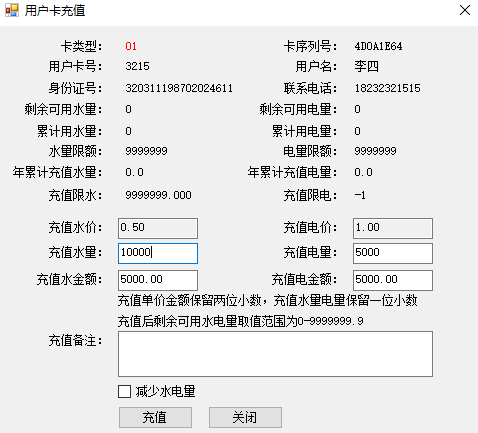 用户卡充值
卡类型: 01 卡序列号: 4D0A1E64
用户卡号: 3215 用户名: 李四
身份证号: 320311198702024611 联系电话: 18232321515
剩余可用水量: 0 剩余可用电量: 0
累计用水量: 0 累计用电量: 0
水量限额: 9999999 电量限额: 9999999
年累计充值水量: 0.0 年累计充值电量: 0.0
充值限水: 9999999.000 充值限电: -1
充值水价: 0.50 充值电价: 1.00
充值水量: 10000 充值电量: 5000
充值水金额: 5000.00 充值电金额: 5000.00
充值单价金额保留两位小数，充值水量电量保留一位小数
充值后剩余可用水电量取值范围为0-9999999.9
充值备注:
减少水电量
充值 关闭